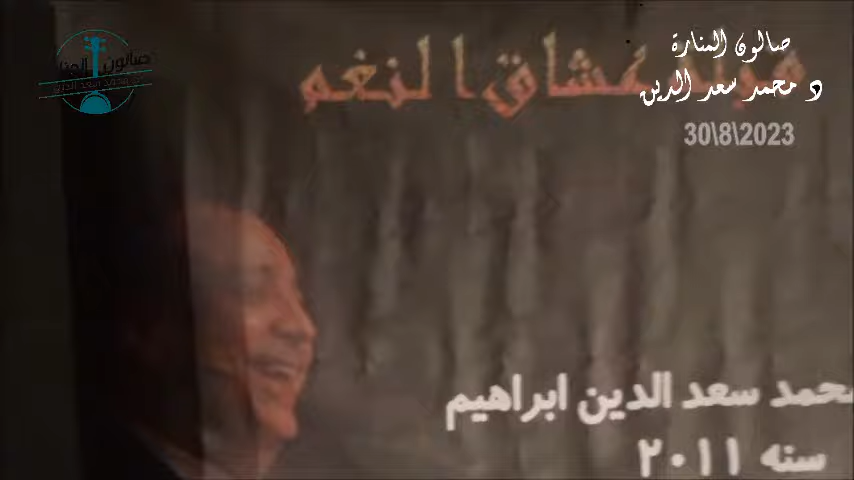 صالون المنارة
د محمد سعد الدين
30\8\2023
عشاق النغم
محمد سعد الدين ابراهيم
سنه ٢٠١١